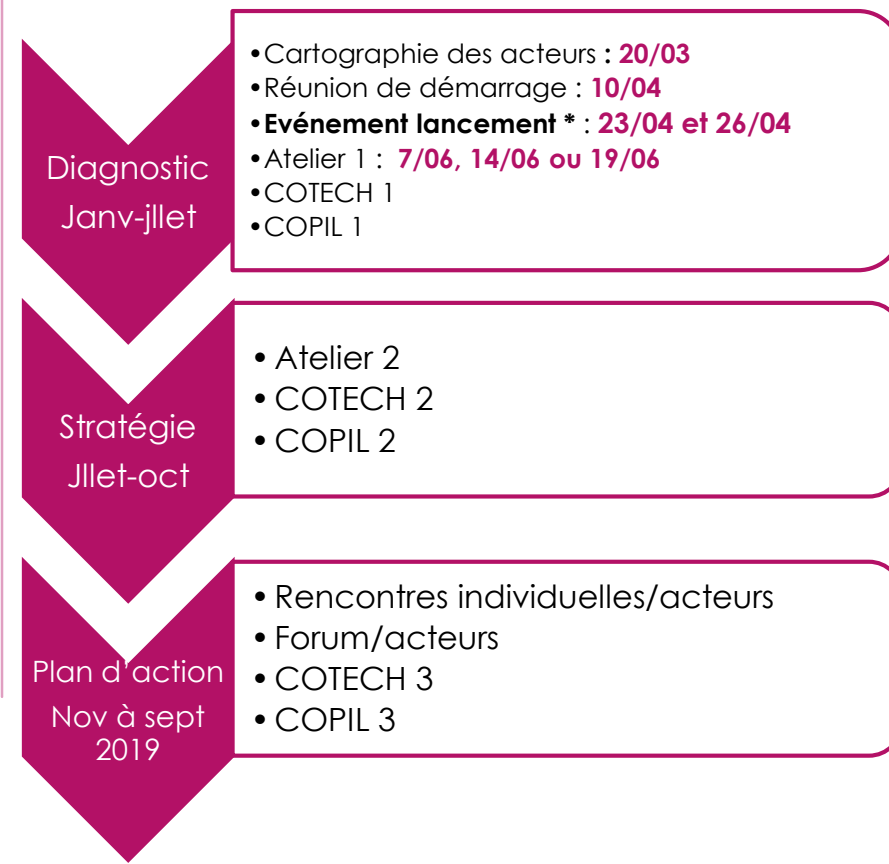 Diagnostic
Janv-jllet
•Cartographie des acteurs : 20/03
•Réunion de démarrage : 10/04
•Evénement lancement * : 23/04 et 26/04
•Atelier 1 : 7/06, 14/06 ou 19/06
•COTECH 1
•COPIL 1
Stratégie
Jllet-oct
• Atelier 2
• COTECH 2
• COPIL 2
Plan d'action
Nov à sept
2019
• Rencontres individuelles/acteurs
• Forum/acteurs
• COTECH 3
• COPIL 3